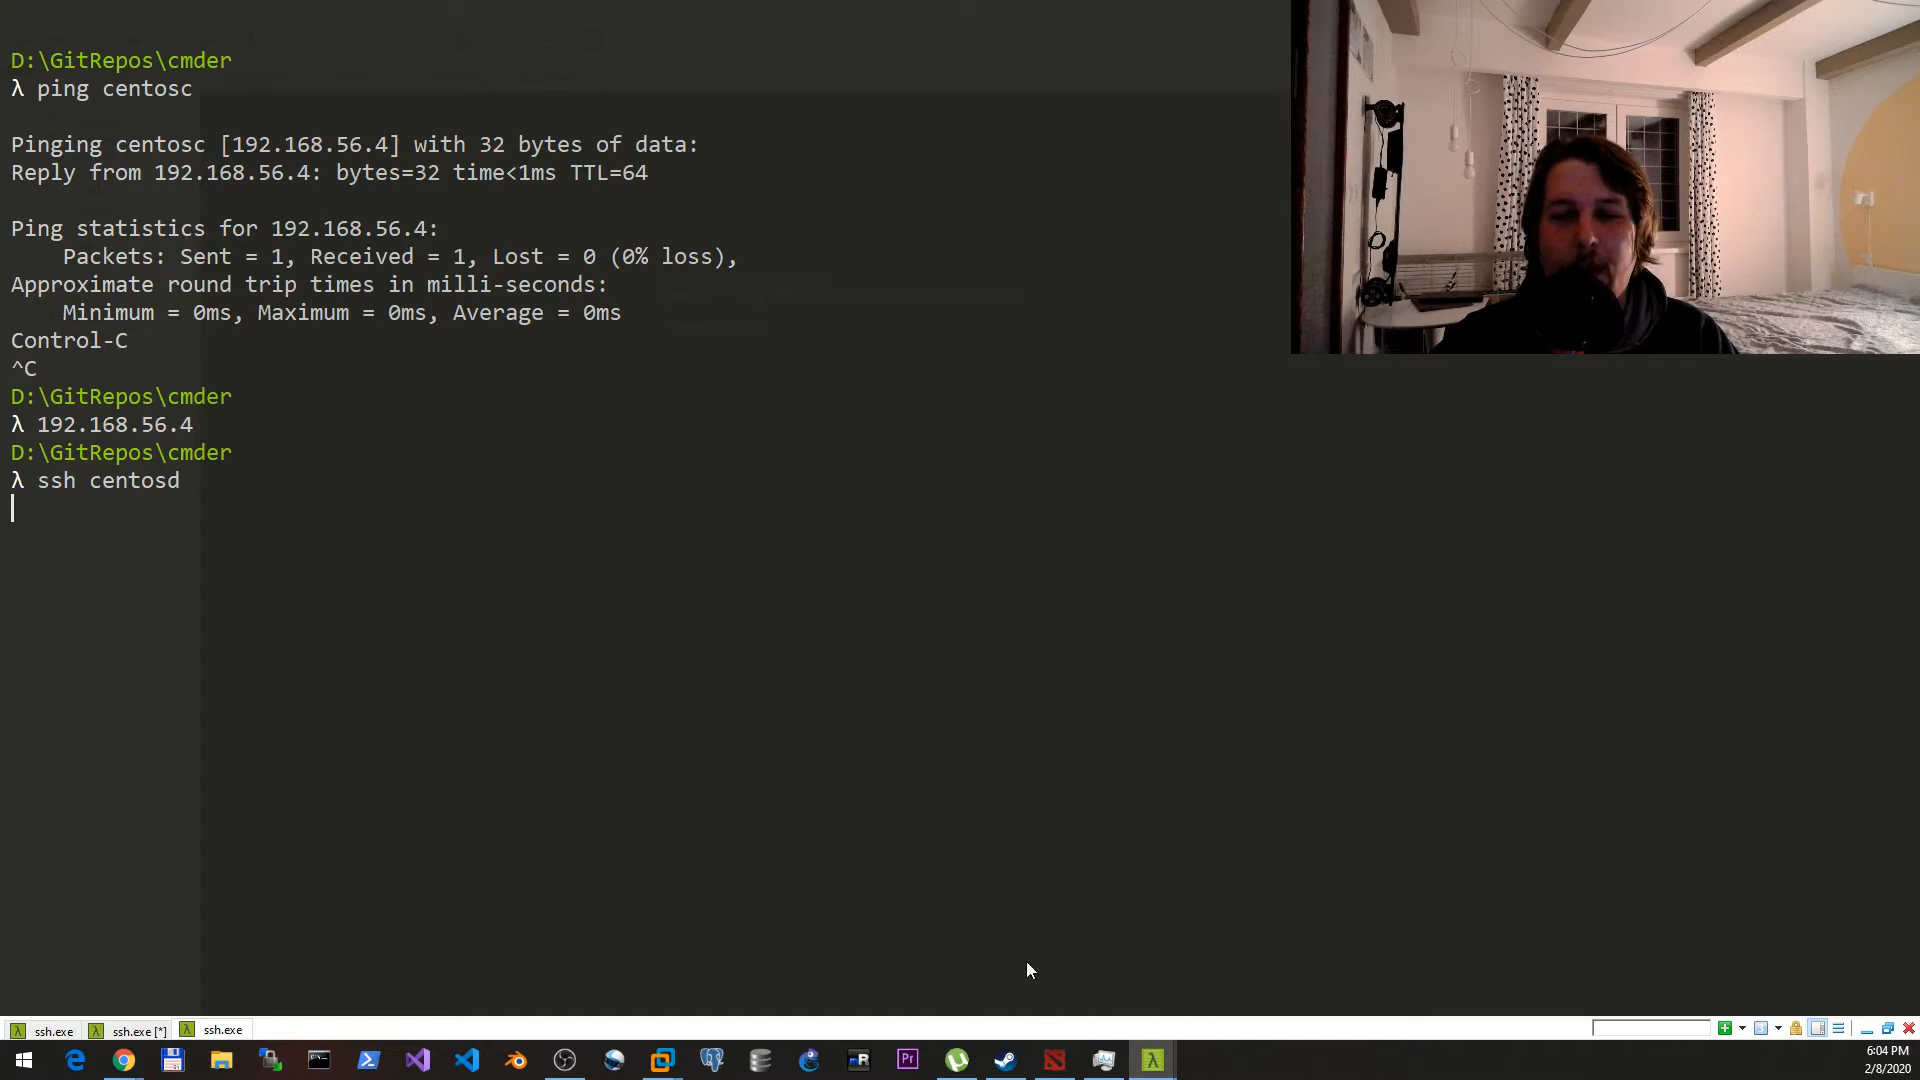 D:\GitRepos\cmder
λ ping centosc
Pinging centosc [192.168.56.4] with 32 bytes of data:
Reply from 192.168.56.4: bytes=32 time<1ms TTL=64
Ping statistics for 192.168.56.4:
    Packets: Sent = 1, Received = 1, Lost = 0 (0% loss),
Approximate round trip times in milli-seconds:
    Minimum = 0ms, Maximum = 0ms, Average = 0ms
Control-C
^C
D:\GitRepos\cmder
λ 192.168.56.4
D:\GitRepos\cmder
λ ssh centosd
λ ssh.exe λ ssh.exe [*] λ ssh.exe
mR Pr λ
6:04 PM
2/8/2020